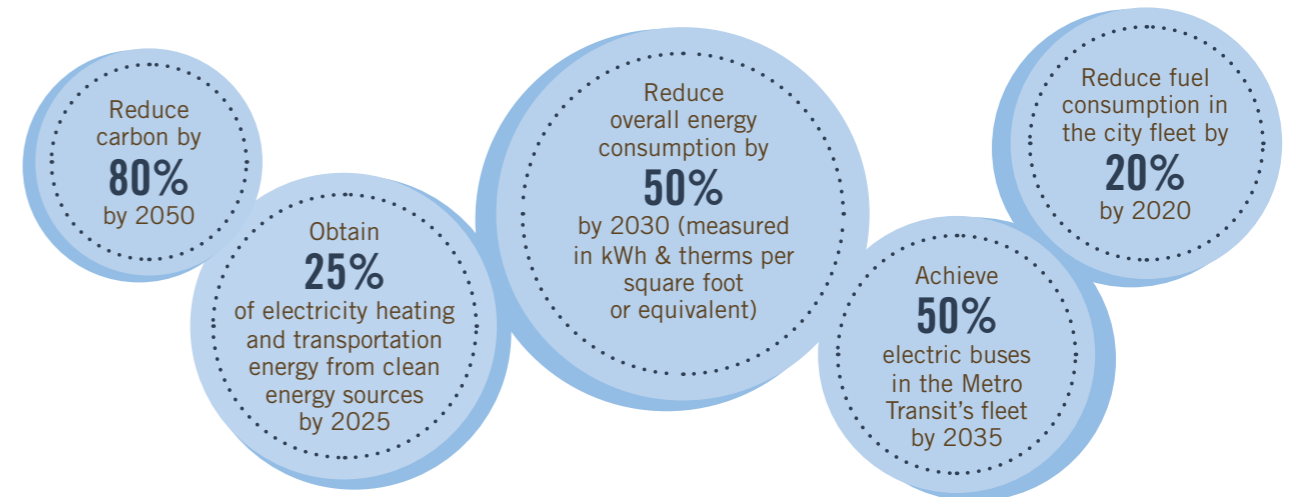 Reduce
carbon by
80%
by 2050
Obtain
25%
of electricity heating
and transportation
energy from clean
energy sources
by 2025
Reduce
overall energy
consumption by
50%
by 2030 (measured
in kWh & therms per
square foot
or equivalent)
Achieve
50%
electric buses
in the Metro
Transit’s fleet
by 2035
Reduce fuel
consumption in
the city fleet by
20%
by 2020